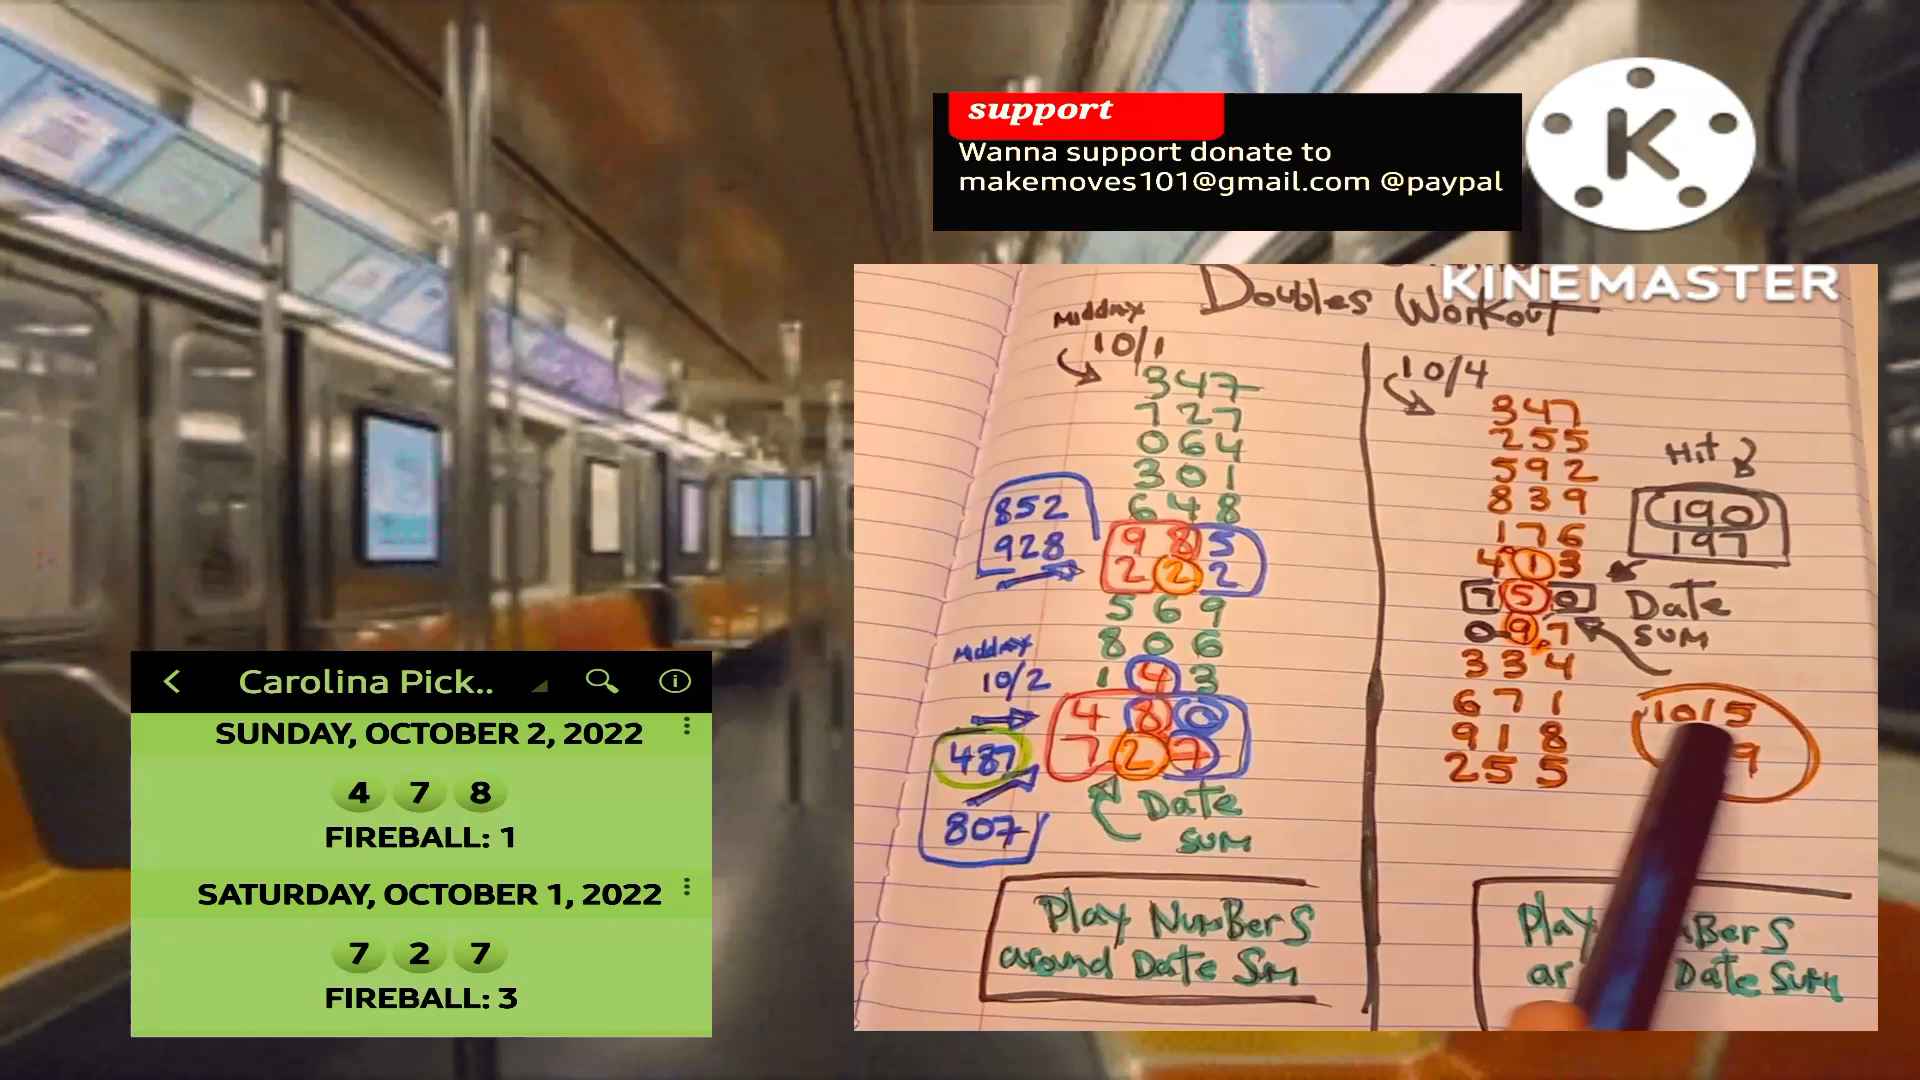 support
Wanna support donate to
makemoves101@gmail.com @paypal
K
KINEMASTER
Doubles Workout
Midday
10/1
347
727
064
301
648
985
222
569
806
143
480
727
852
928
Midday
10/2
487
807
Date
Sum
Play Numbers
around Date Sm
10/4
347
255
592
839
176
413
750
097
334
671
918
255
Hit
190
197
Date
Sum
10/5
9
Play
Date Sum
Carolina Pick..
SUNDAY, OCTOBER 2, 2022
4 7 8
FIREBALL: 1
SATURDAY, OCTOBER 1, 2022
7 2 7
FIREBALL: 3